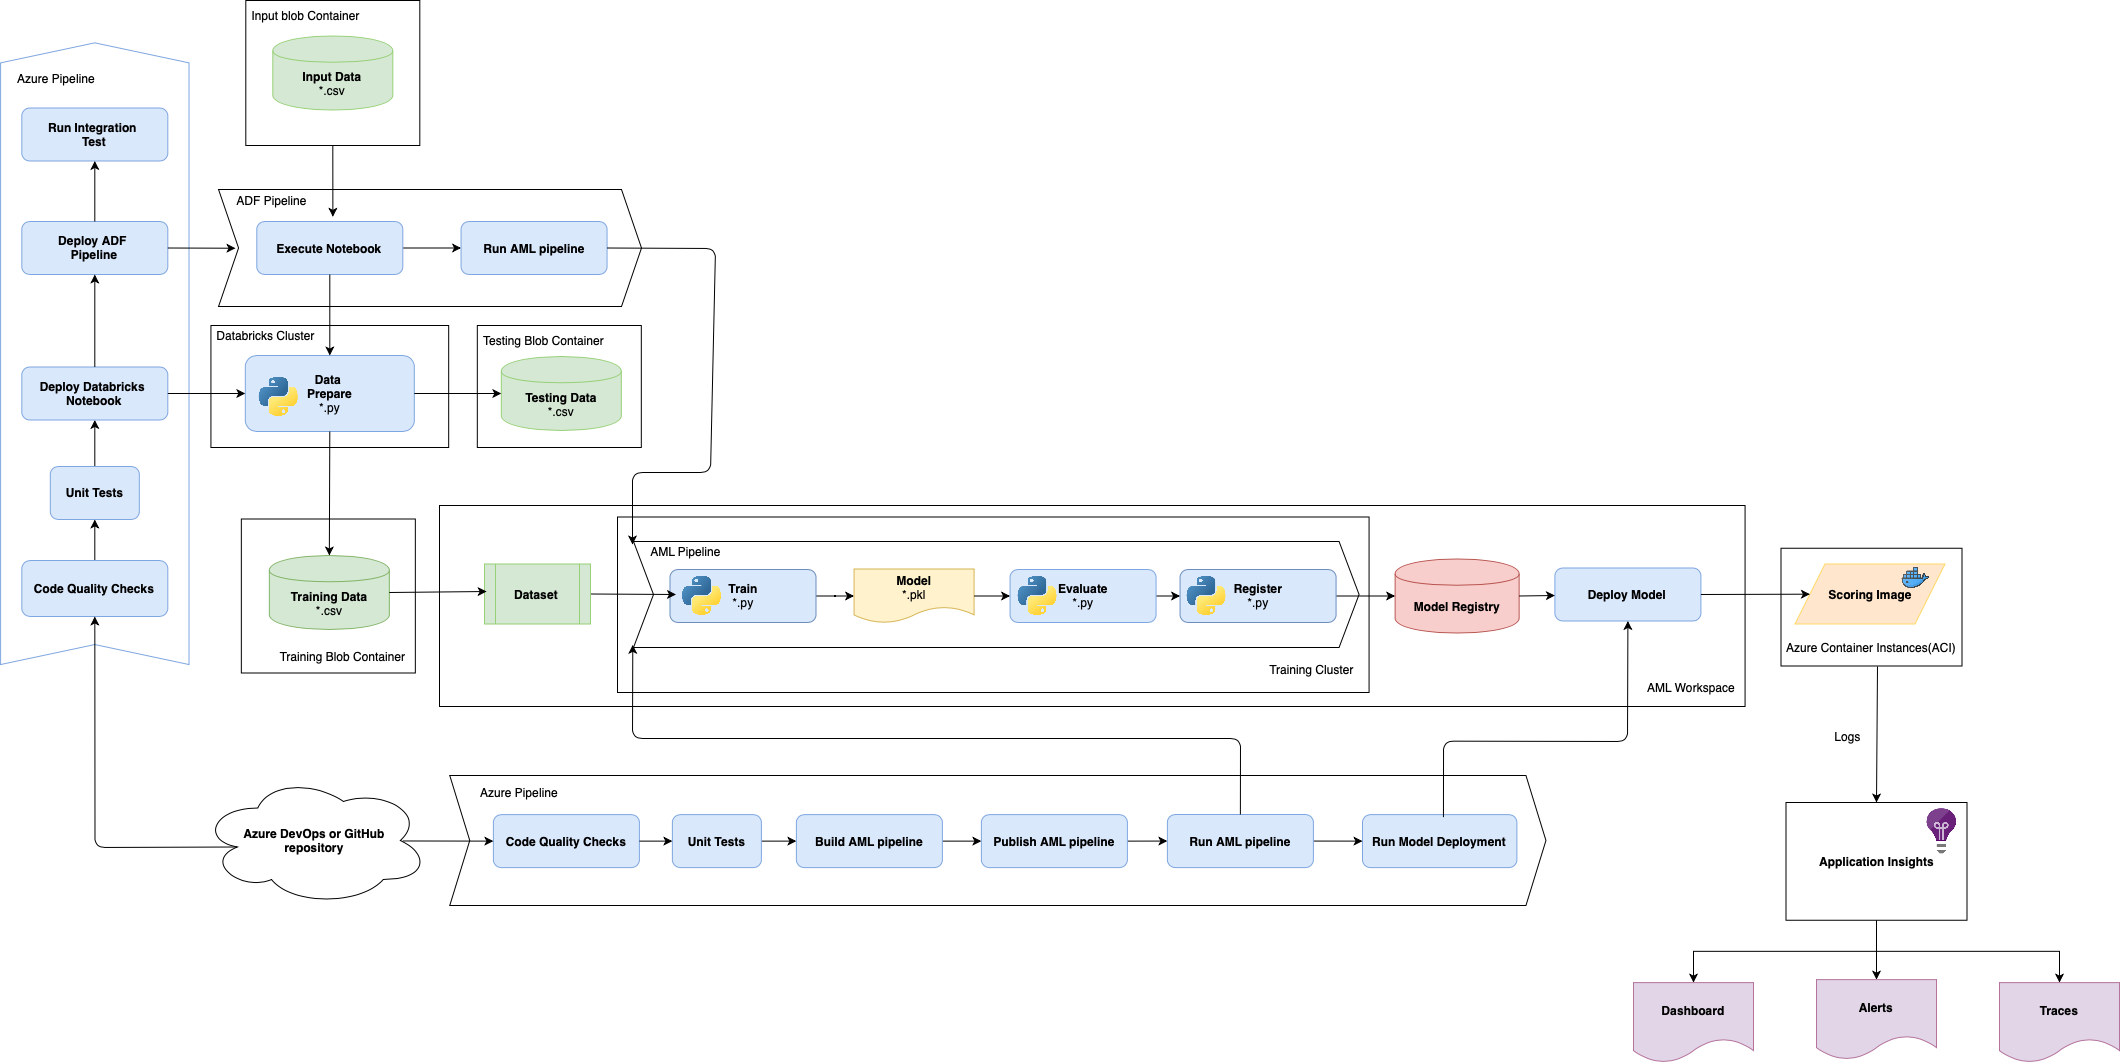 Input blob Container
Input Data
*.csv
Azure Pipeline
Run Integration
Test
Deploy ADF
Pipeline
Deploy Databricks
Notebook
Unit Tests
Code Quality Checks
ADF Pipeline
Execute Notebook
Run AML pipeline
Databricks Cluster
Data
Prepare
*.py
Testing Blob Container
Testing Data
*.csv
Training Data
*.csv
Training Blob Container
Dataset
AML Pipeline
Train
*.py
Model
*.pkl
Evaluate
*.py
Register
*.py
Training Cluster
Model Registry
Deploy Model
AML Workspace
Scoring Image
Azure Container Instances(ACI)
Logs
Azure DevOps or GitHub
repository
Azure Pipeline
Code Quality Checks
Unit Tests
Build AML pipeline
Publish AML pipeline
Run AML pipeline
Run Model Deployment
Application Insights
Dashboard
Alerts
Traces